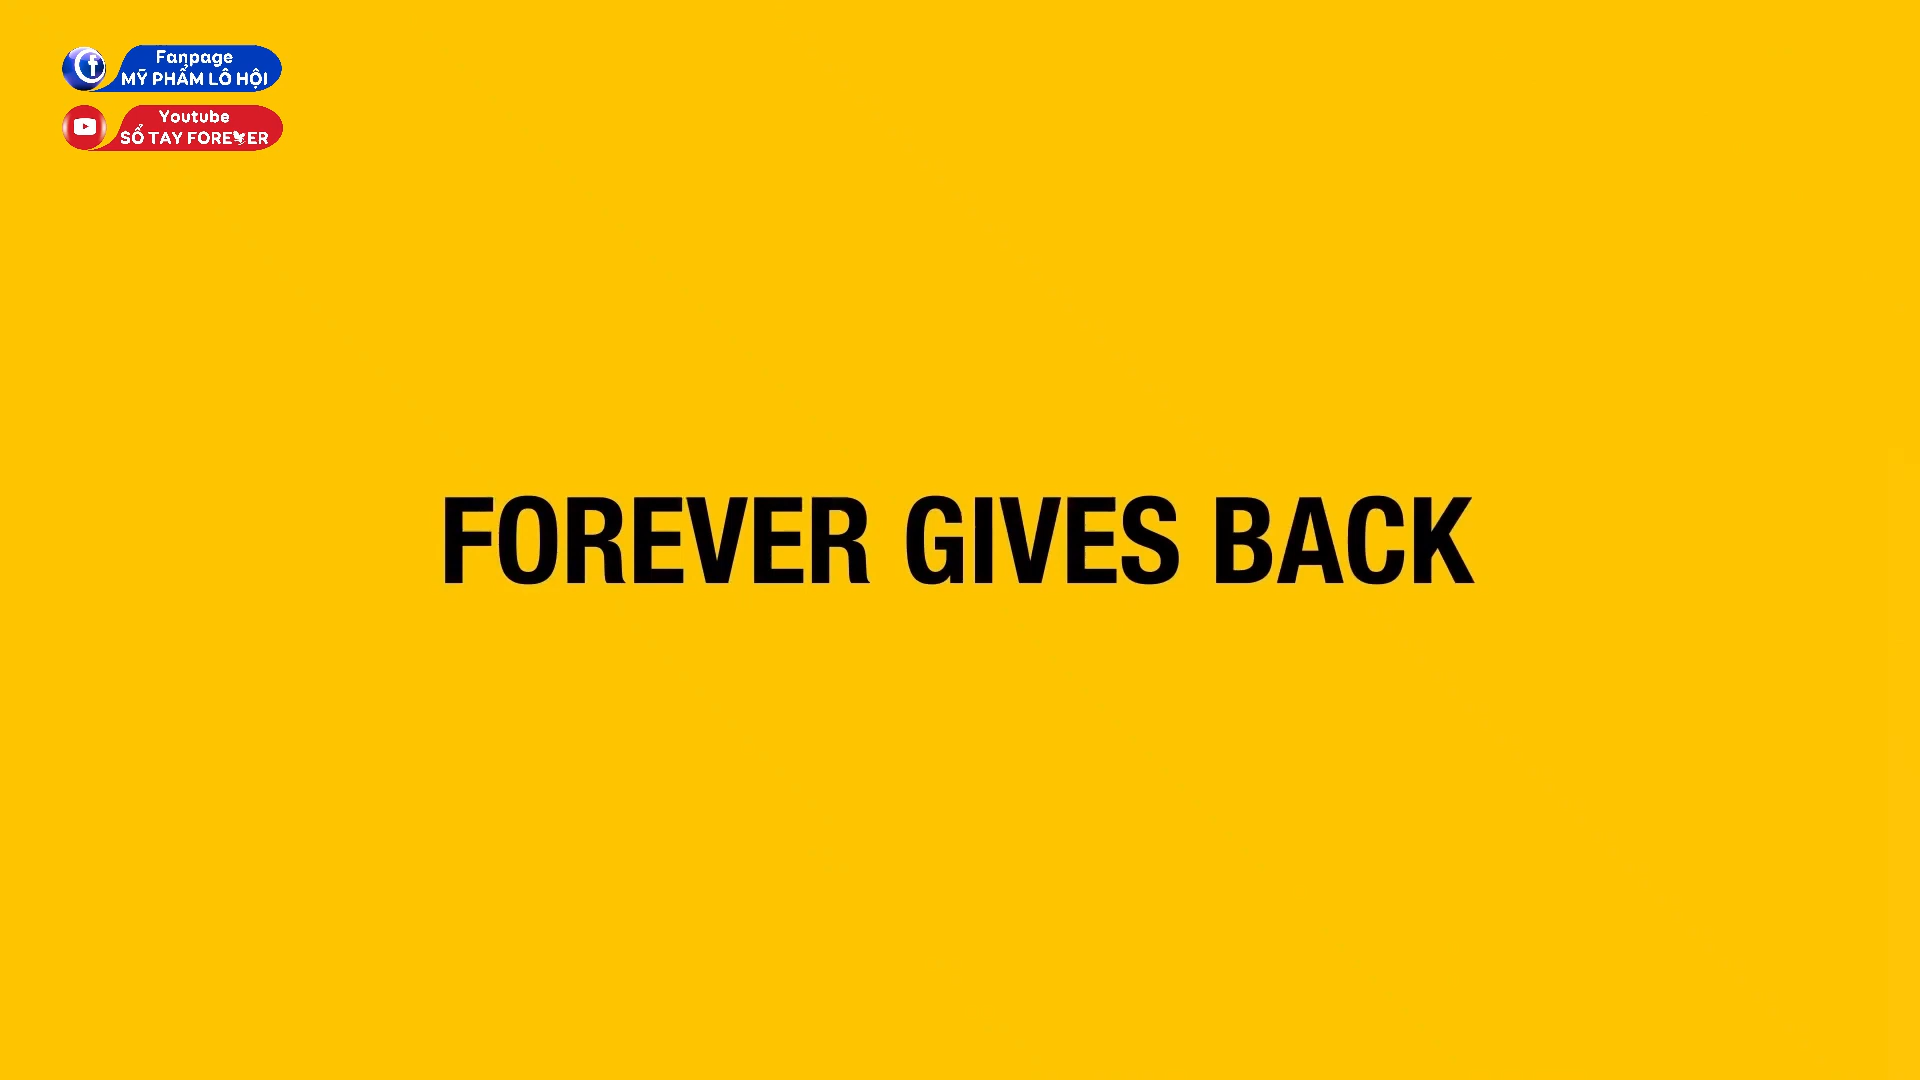 Fanpage
MỸ PHẨM LÔ HỘI
Youtube
SỔ TAY FOREVER
FOREVER GIVES BACK